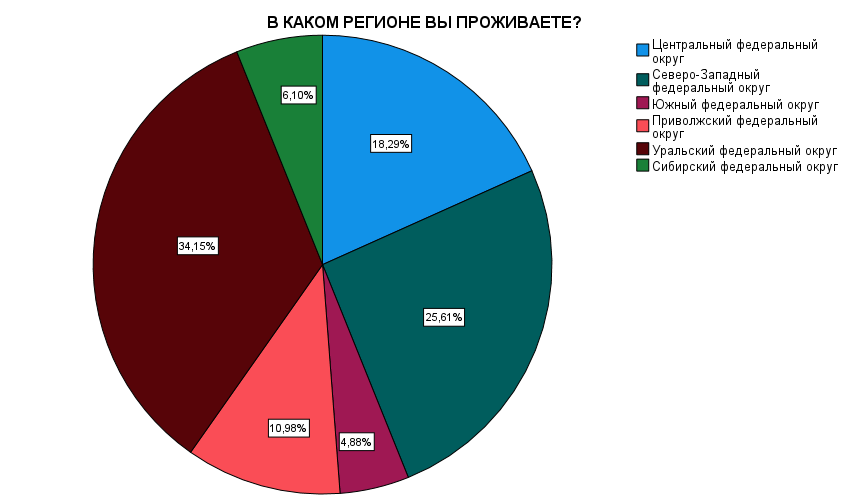 В КАКОМ РЕГИОНЕ ВЫ ПРОЖИВАЕТЕ?
Центральный федеральный
округ
Северо-Западный
федеральный округ
Южный федеральный округ
Приволжский федеральный
округ
Уральский федеральный округ
Сибирский федеральный округ
6,10%
18,29%
34,15%
25,61%
10,98%
4,88%